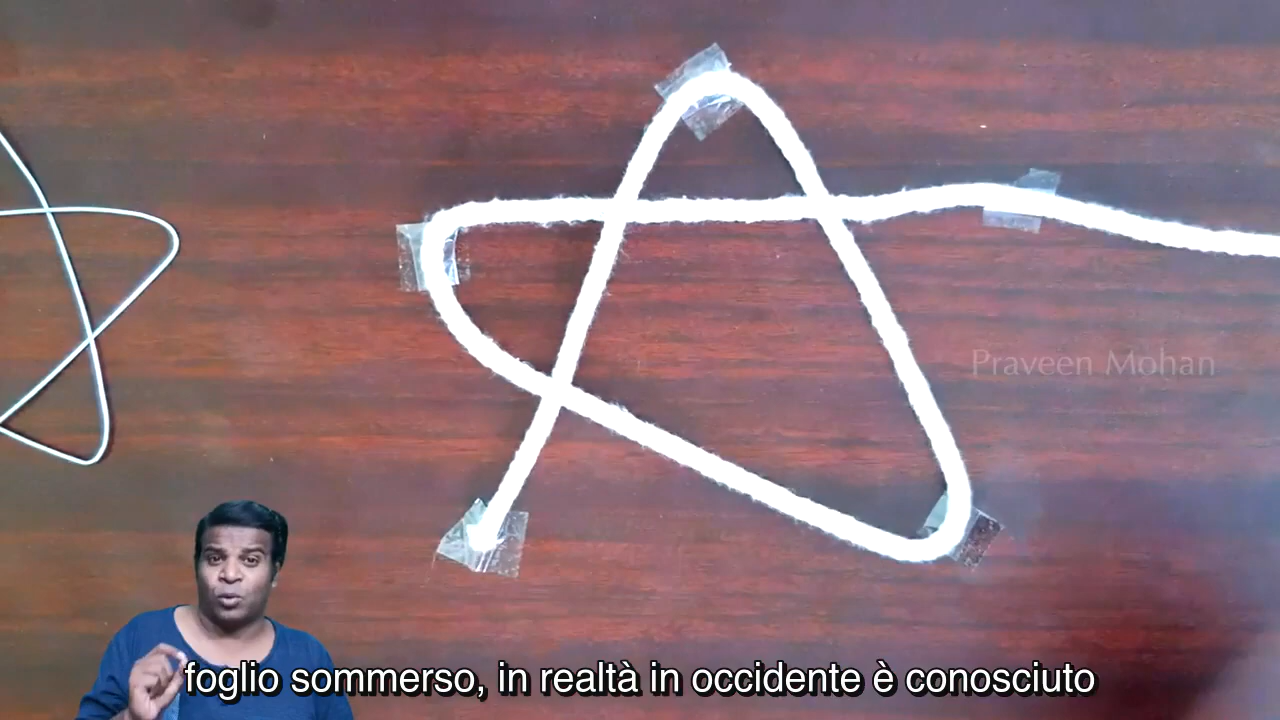 Praveen Mohan
foglio sommerso, in realtà in occidente è conosciuto